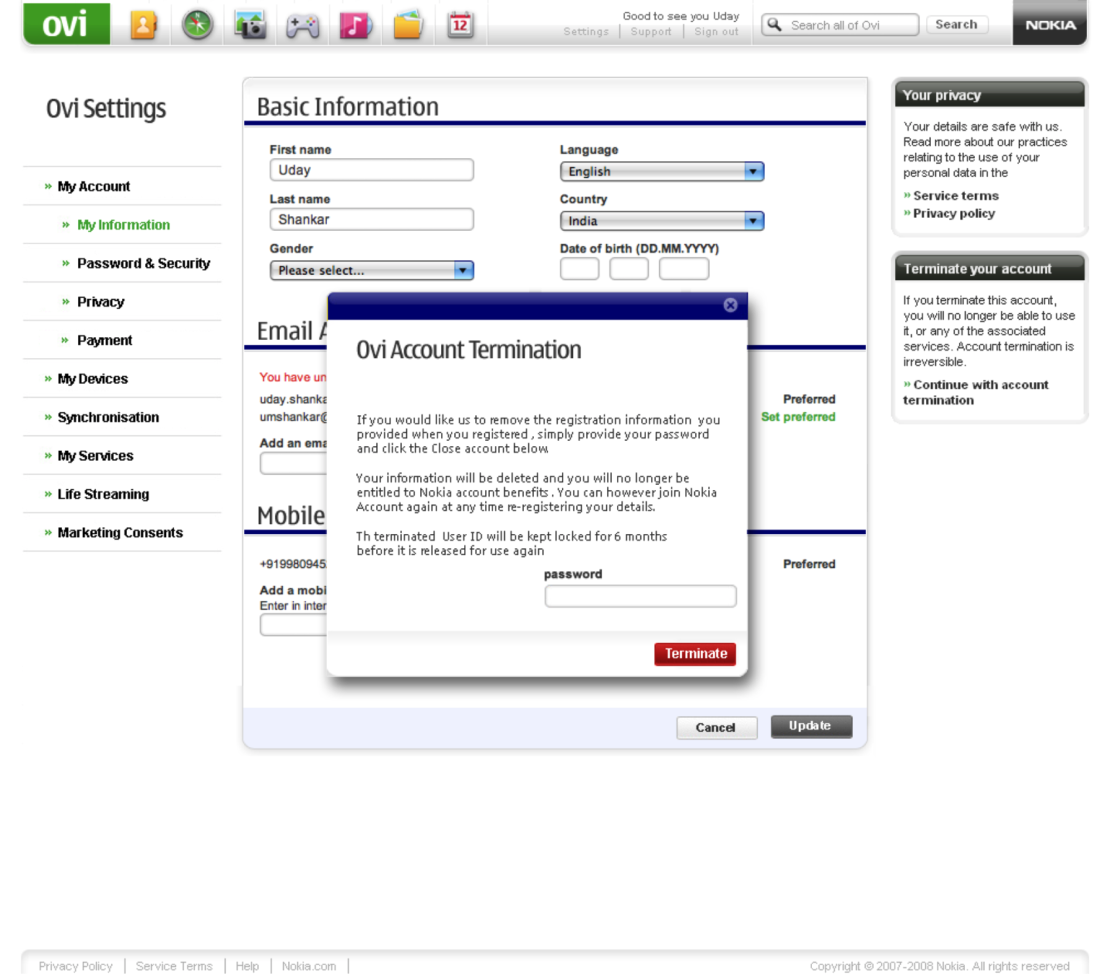 ovi
12
Good to see you Uday
Settings | Support | Sign out
Search all of Ovi
Search
NOKIA
Ovi Settings
» My Account
» My Information
» Password & Security
» Privacy
» Payment
» My Devices
» Synchronisation
» My Services
» Life Streaming
» Marketing Consents
Basic Information
First name
Uday
Language
English
Last name
Shankar
Country
India
Gender
Please select...
Date of birth (DD.MM.YYYY)
Email A
You have un
uday.shanka
Preferred
umshankar@
Set preferred
Add an ema
Mobile
+919980945
Preferred
Add a mobi
Enter in inter
Ovi Account Termination
If you would like us to remove the registration information you
provided when you registered , simply provide your password
and click the Close account below.
Your information will be deleted and you will no longer be
entitled to Nokia account benefits . You can however join Nokia
Account again at any time re-registering your details.
Th terminated User ID will be kept locked for 6 months
before it is released for use again
password
Terminate
Cancel
Update
Your privacy
Your details are safe with us.
Read more about our practices
relating to the use of your
personal data in the
» Service terms
» Privacy policy
Terminate your account
If you terminate this account,
you will no longer be able to use
it, or any of the associated
services. Account termination is
irreversible.
» Continue with account
termination
Privacy Policy | Service Terms | Help | Nokia.com |
Copyright © 2007-2008 Nokia. All rights reserved